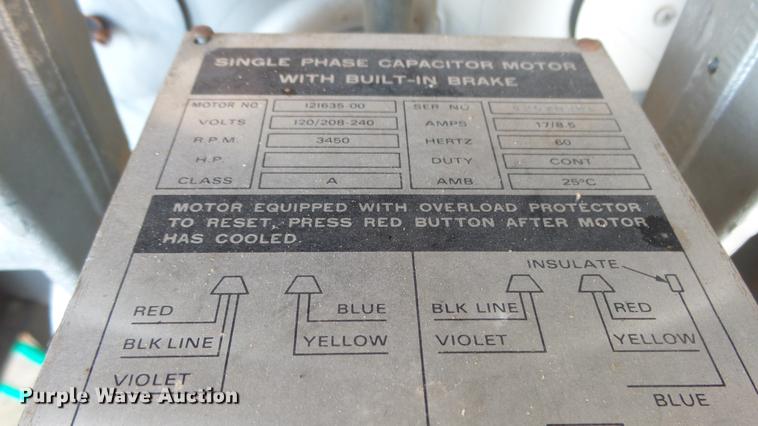 SINGLE PHASE CAPACITOR MOTOR
WITH BUILT-IN BRAKE
MOTOR NO 121635-00 SER NO
VOLTS 120/208-240 AMPS 17/8.5
R.P.M. 3450 HERTZ 60
H.P. DUTY CONT
CLASS A AMB. 25°C
MOTOR EQUIPPED WITH OVERLOAD PROTECTOR
TO RESET, PRESS RED BUTTON AFTER MOTOR
HAS COOLED.
INSULATE
RED BLUE BLK LINE RED
BLK LINE YELLOW VIOLET YELLOW
VIOLET
BLUE
Purple Wave Auction